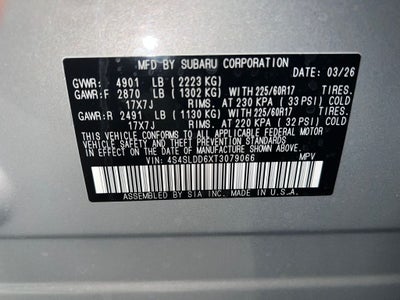 MFD BY SUBARU CORPORATION
DATE: 03/26
GVWR: 4901 LB (2223 KG)
GAWR:F 2870 LB (1302 KG) WITH 225/60R17 TIRES.
17X7J RIMS. AT 230 KPA ( 33 PSI) COLD
GAWR:R 2491 LB (1130 KG) WITH 225/60R17 TIRES.
17X7J RIMS. AT 220 KPA ( 32 PSI) COLD
THIS VEHICLE CONFORMS TO ALL APPLICABLE FEDERAL MOTOR
VEHICLE SAFETY AND THEFT PREVENTION STANDARDS IN EFFECT
ON THE DATE OF MANUFACTURE SHOWN ABOVE.
VIN: 4S4SLDD6XT3079066 MPV
ASSEMBLED BY SIA INC. MADE IN U.S.A.